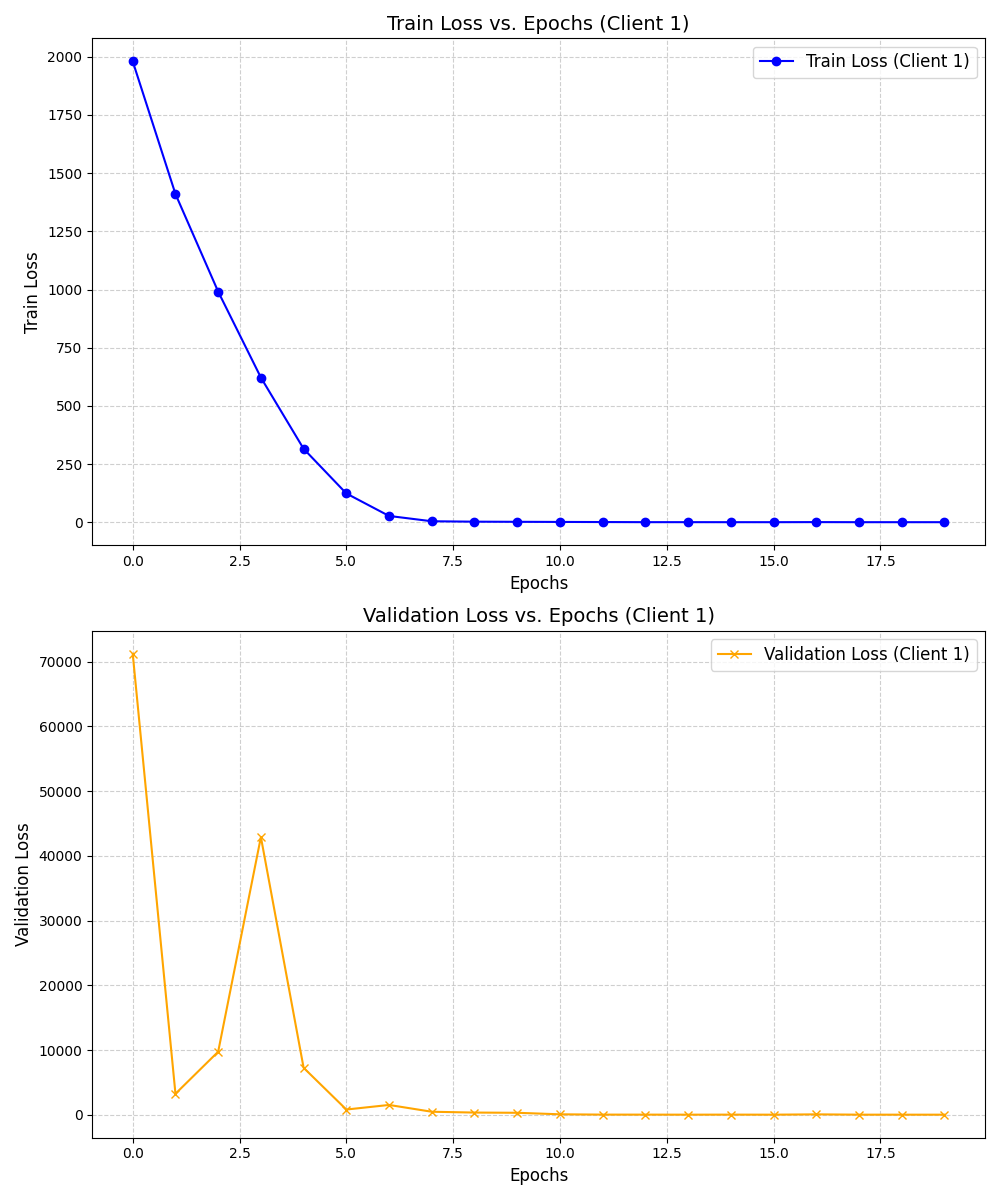 Train Loss vs. Epochs (Client 1)
Train Loss (Client 1)
Train Loss
2000
1750
1500
1250
1000
750
500
250
0
0.0 2.5 5.0 7.5 10.0 12.5 15.0 17.5
Epochs
Validation Loss vs. Epochs (Client 1)
Validation Loss (Client 1)
Validation Loss
70000
60000
50000
40000
30000
20000
10000
0
0.0 2.5 5.0 7.5 10.0 12.5 15.0 17.5
Epochs